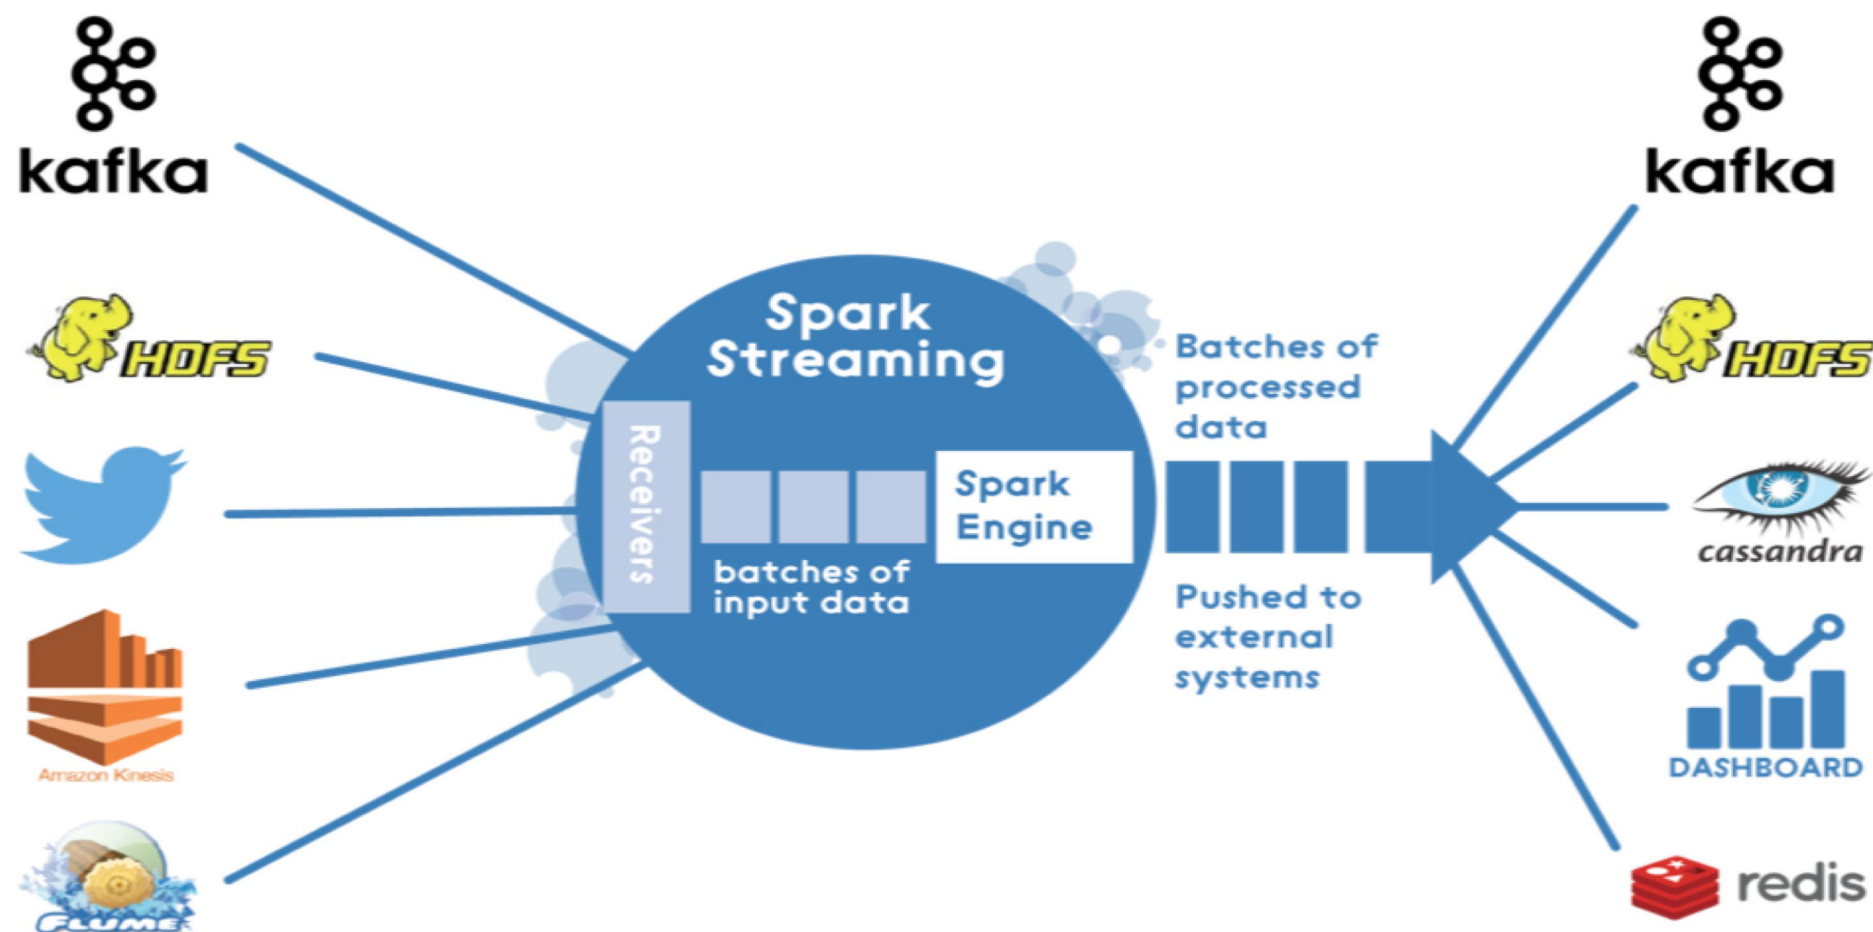 kafka
HDFS
Amazon Kinesis
FLUME
Spark
Streaming
Receivers
batches of
input data
Spark
Engine
Batches of
processed
data
Pushed to
external
systems
kafka
HDFS
cassandra
DASHBOARD
redis